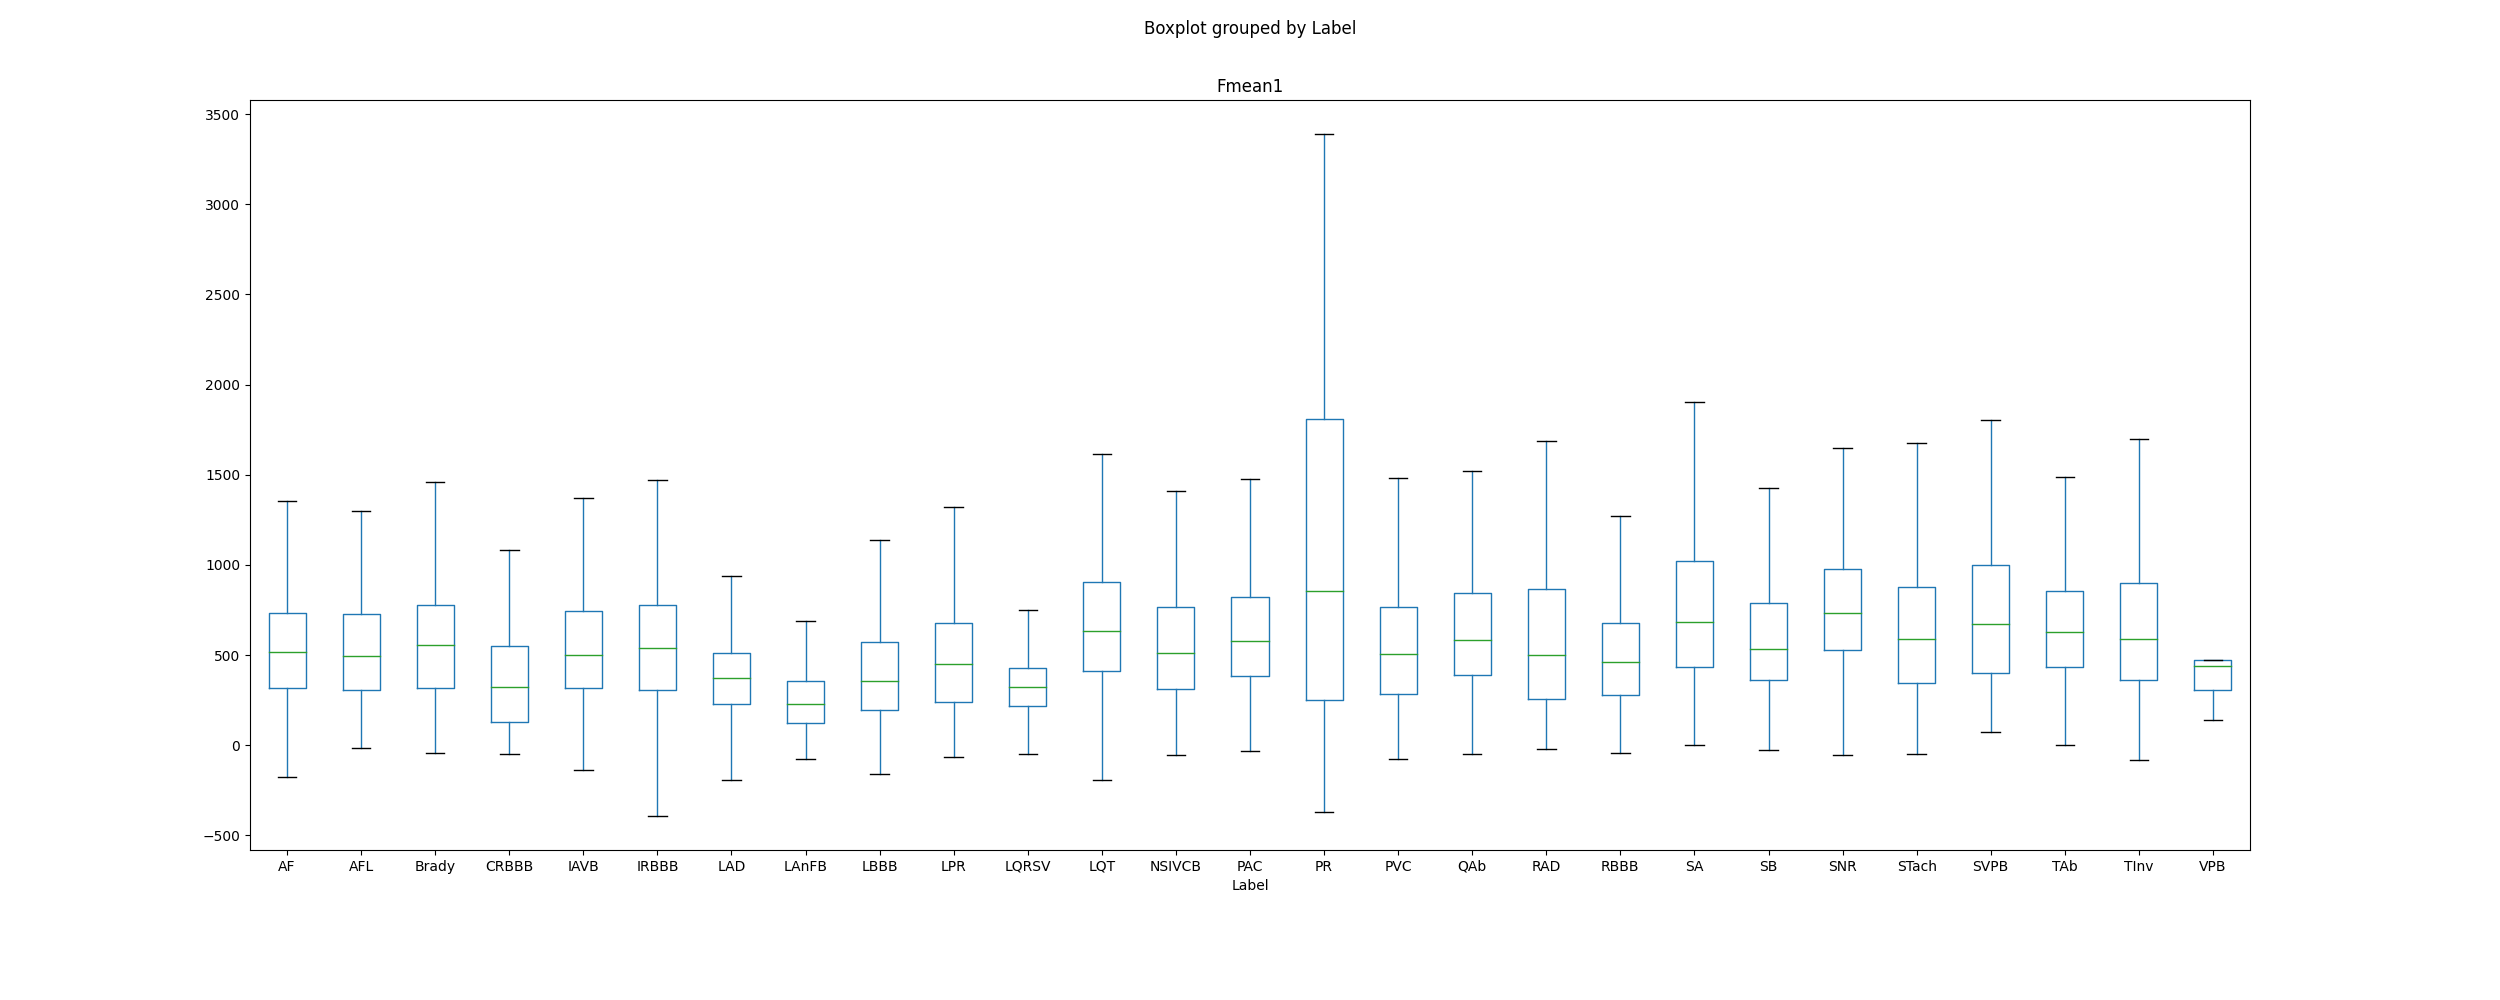 Boxplot grouped by Label
Fmean1
3500
3000
2500
2000
1500
1000
500
0
−500
AF AFL Brady CRBBB IAVB IRBBB LAD LAnFB LBBB LPR LQRSV LQT NSIVCB PAC PR PVC QAb RAD RBBB SA SB SNR STach SVPB TAb TInv VPB
Label